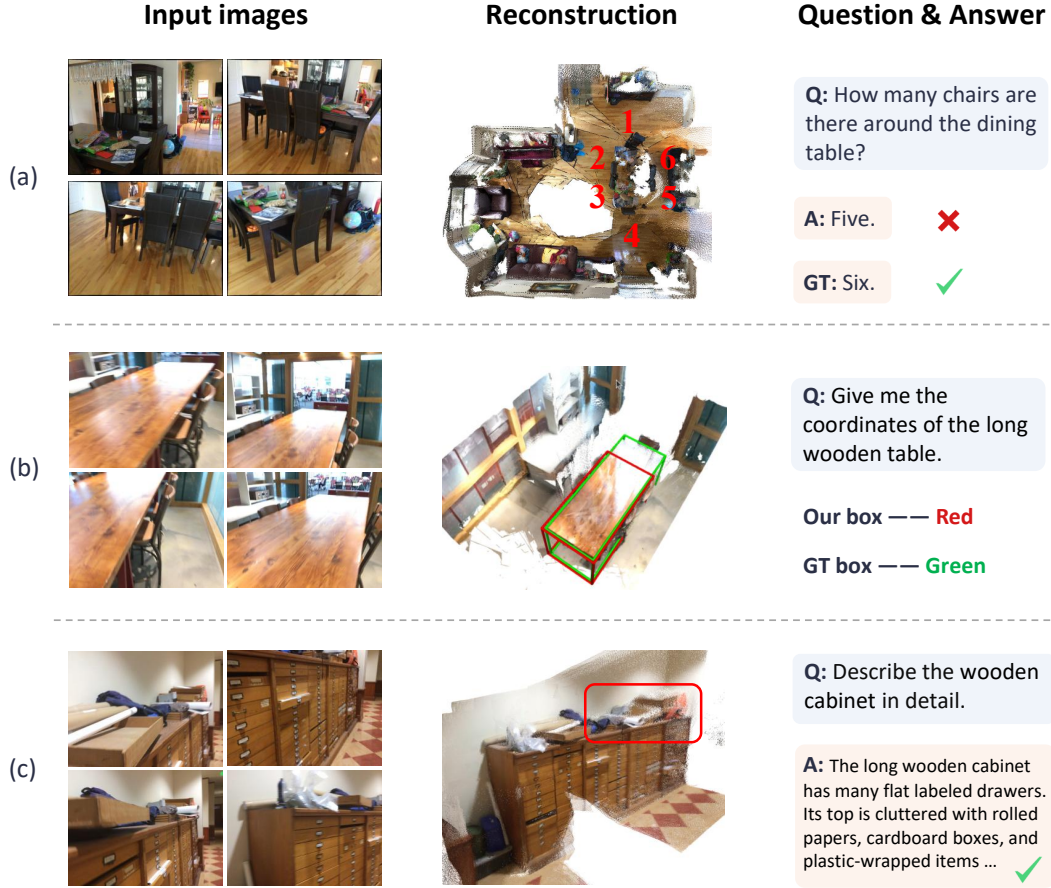 Input images
Reconstruction
Question & Answer
(a)
1
2
6
3
5
4
Q: How many chairs are
there around the dining
table?
A: Five.
GT: Six.
(b)
Q: Give me the
coordinates of the long
wooden table.
Our box —— Red
GT box —— Green
(c)
Q: Describe the wooden
cabinet in detail.
A: The long wooden cabinet
has many flat labeled drawers.
Its top is cluttered with rolled
papers, cardboard boxes, and
plastic-wrapped items ...